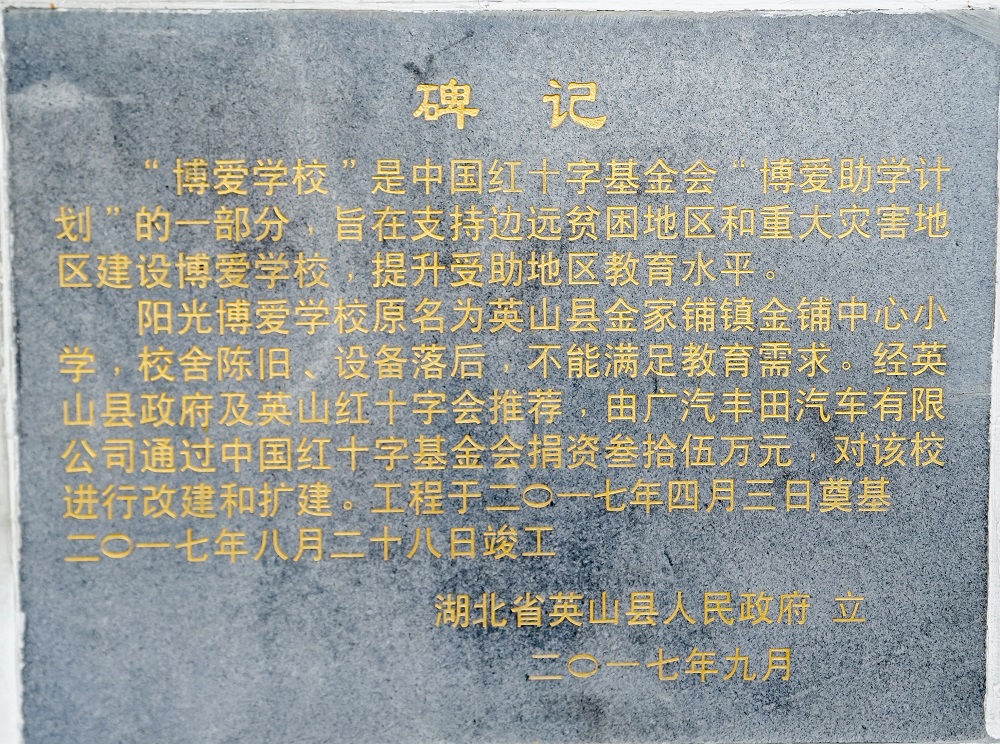 碑 记
“博爱学校”是中国红十字基金会“博爱助学计
划”的一部分，旨在支持边远贫困地区和重大灾害地
区建设博爱学校，提升受助地区教育水平。
阳光博爱学校原名为英山县金家铺镇金铺中心小
学，校舍陈旧、设备落后，不能满足教育需求。经英
山县政府及英山红十字会推荐，由广汽丰田汽车有限
公司通过中国红十字基金会捐资叁拾伍万元，对该校
进行改建和扩建。工程于二〇一七年四月三日奠基
二〇一七年八月二十八日竣工
湖北省英山县人民政府 立
二〇一七年九月